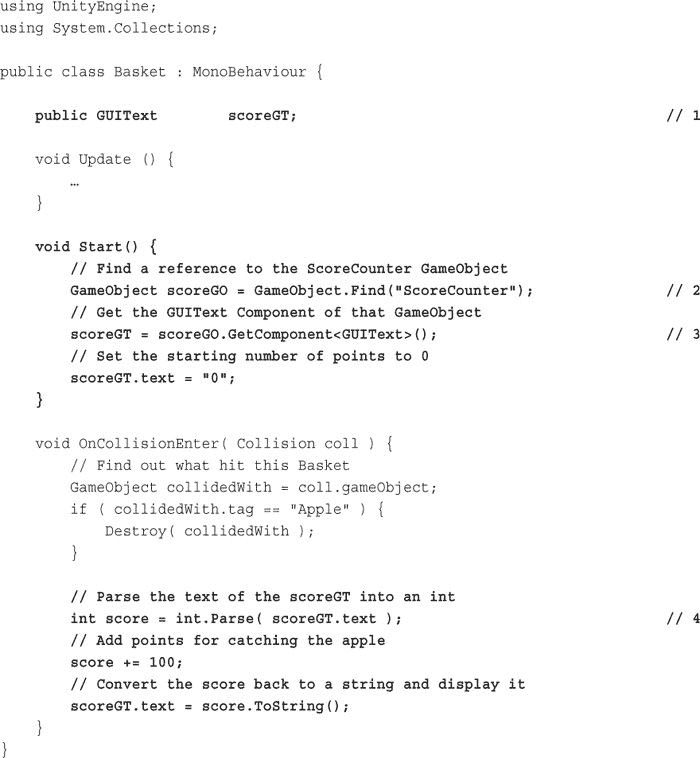 using UnityEngine;
using System.Collections;
public class Basket : MonoBehaviour {
public GUIText scoreGT; // 1
void Update () {
…
}
void Start() {
// Find a reference to the ScoreCounter GameObject
GameObject scoreGO = GameObject.Find("ScoreCounter"); // 2
// Get the GUIText Component of that GameObject
scoreGT = scoreGO.GetComponent<GUIText>(); // 3
// Set the starting number of points to 0
scoreGT.text = "0";
}
void OnCollisionEnter( Collision coll ) {
// Find out what hit this Basket
GameObject collidedWith = coll.gameObject;
if ( collidedWith.tag == "Apple" ) {
Destroy( collidedWith );
}
// Parse the text of the scoreGT into an int
int score = int.Parse( scoreGT.text ); // 4
// Add points for catching the apple
score += 100;
// Convert the score back to a string and display it
scoreGT.text = score.ToString();
}
}